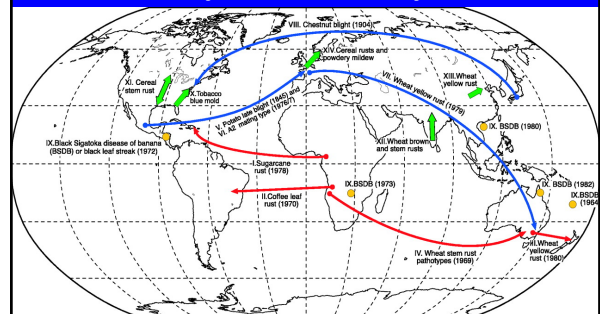 VIII. Chestnut blight (1904)
XIV.Cereal rusts and
powdery mildew
XI. Cereal
stem rust
X.Tobacco
blue mold
VII. Wheat yellow rust (1979)
XIII.Wheat
yellow rust
V. Potato late blight (1845) and
VI. A2 mating type (1976/7)
IX.Black Sigatoka disease of banana
(BSDB) or black leaf streak (1972)
XII.Wheat brown
and stem rusts
IX. BSDB (1980)
I.Sugarcane
rust (1978)
II.Coffee leaf
rust (1970)
IX.BSDB (1973)
IX. BSDB (1982)
IX.BSDB
(1964
IV. Wheat stem rust
pathotypes (1969)
III.Wheat
yellow
rust (1980)